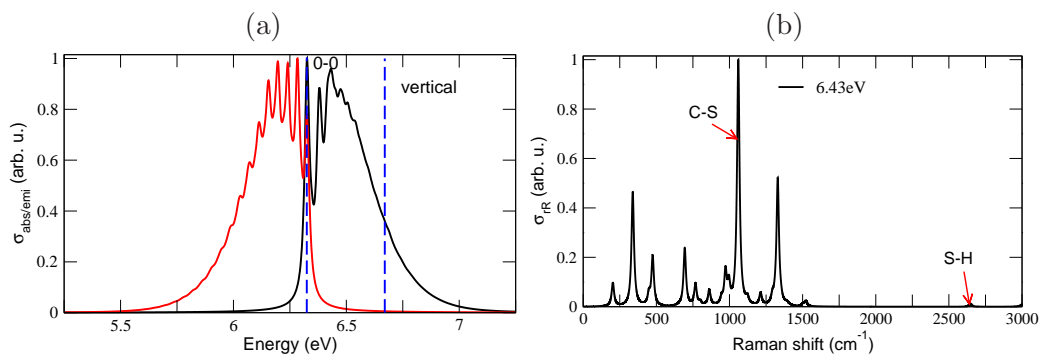 (a)
(b)
0-0
vertical
σabs/emi (arb. u.)
1
0.8
0.6
0.4
0.2
0
5.5
6
6.5
7
Energy (eV)
6.43eV
C-S
S-H
σrR (arb. u.)
1
0.8
0.6
0.4
0.2
0
0
500
1000
1500
2000
2500
3000
Raman shift (cm-1)